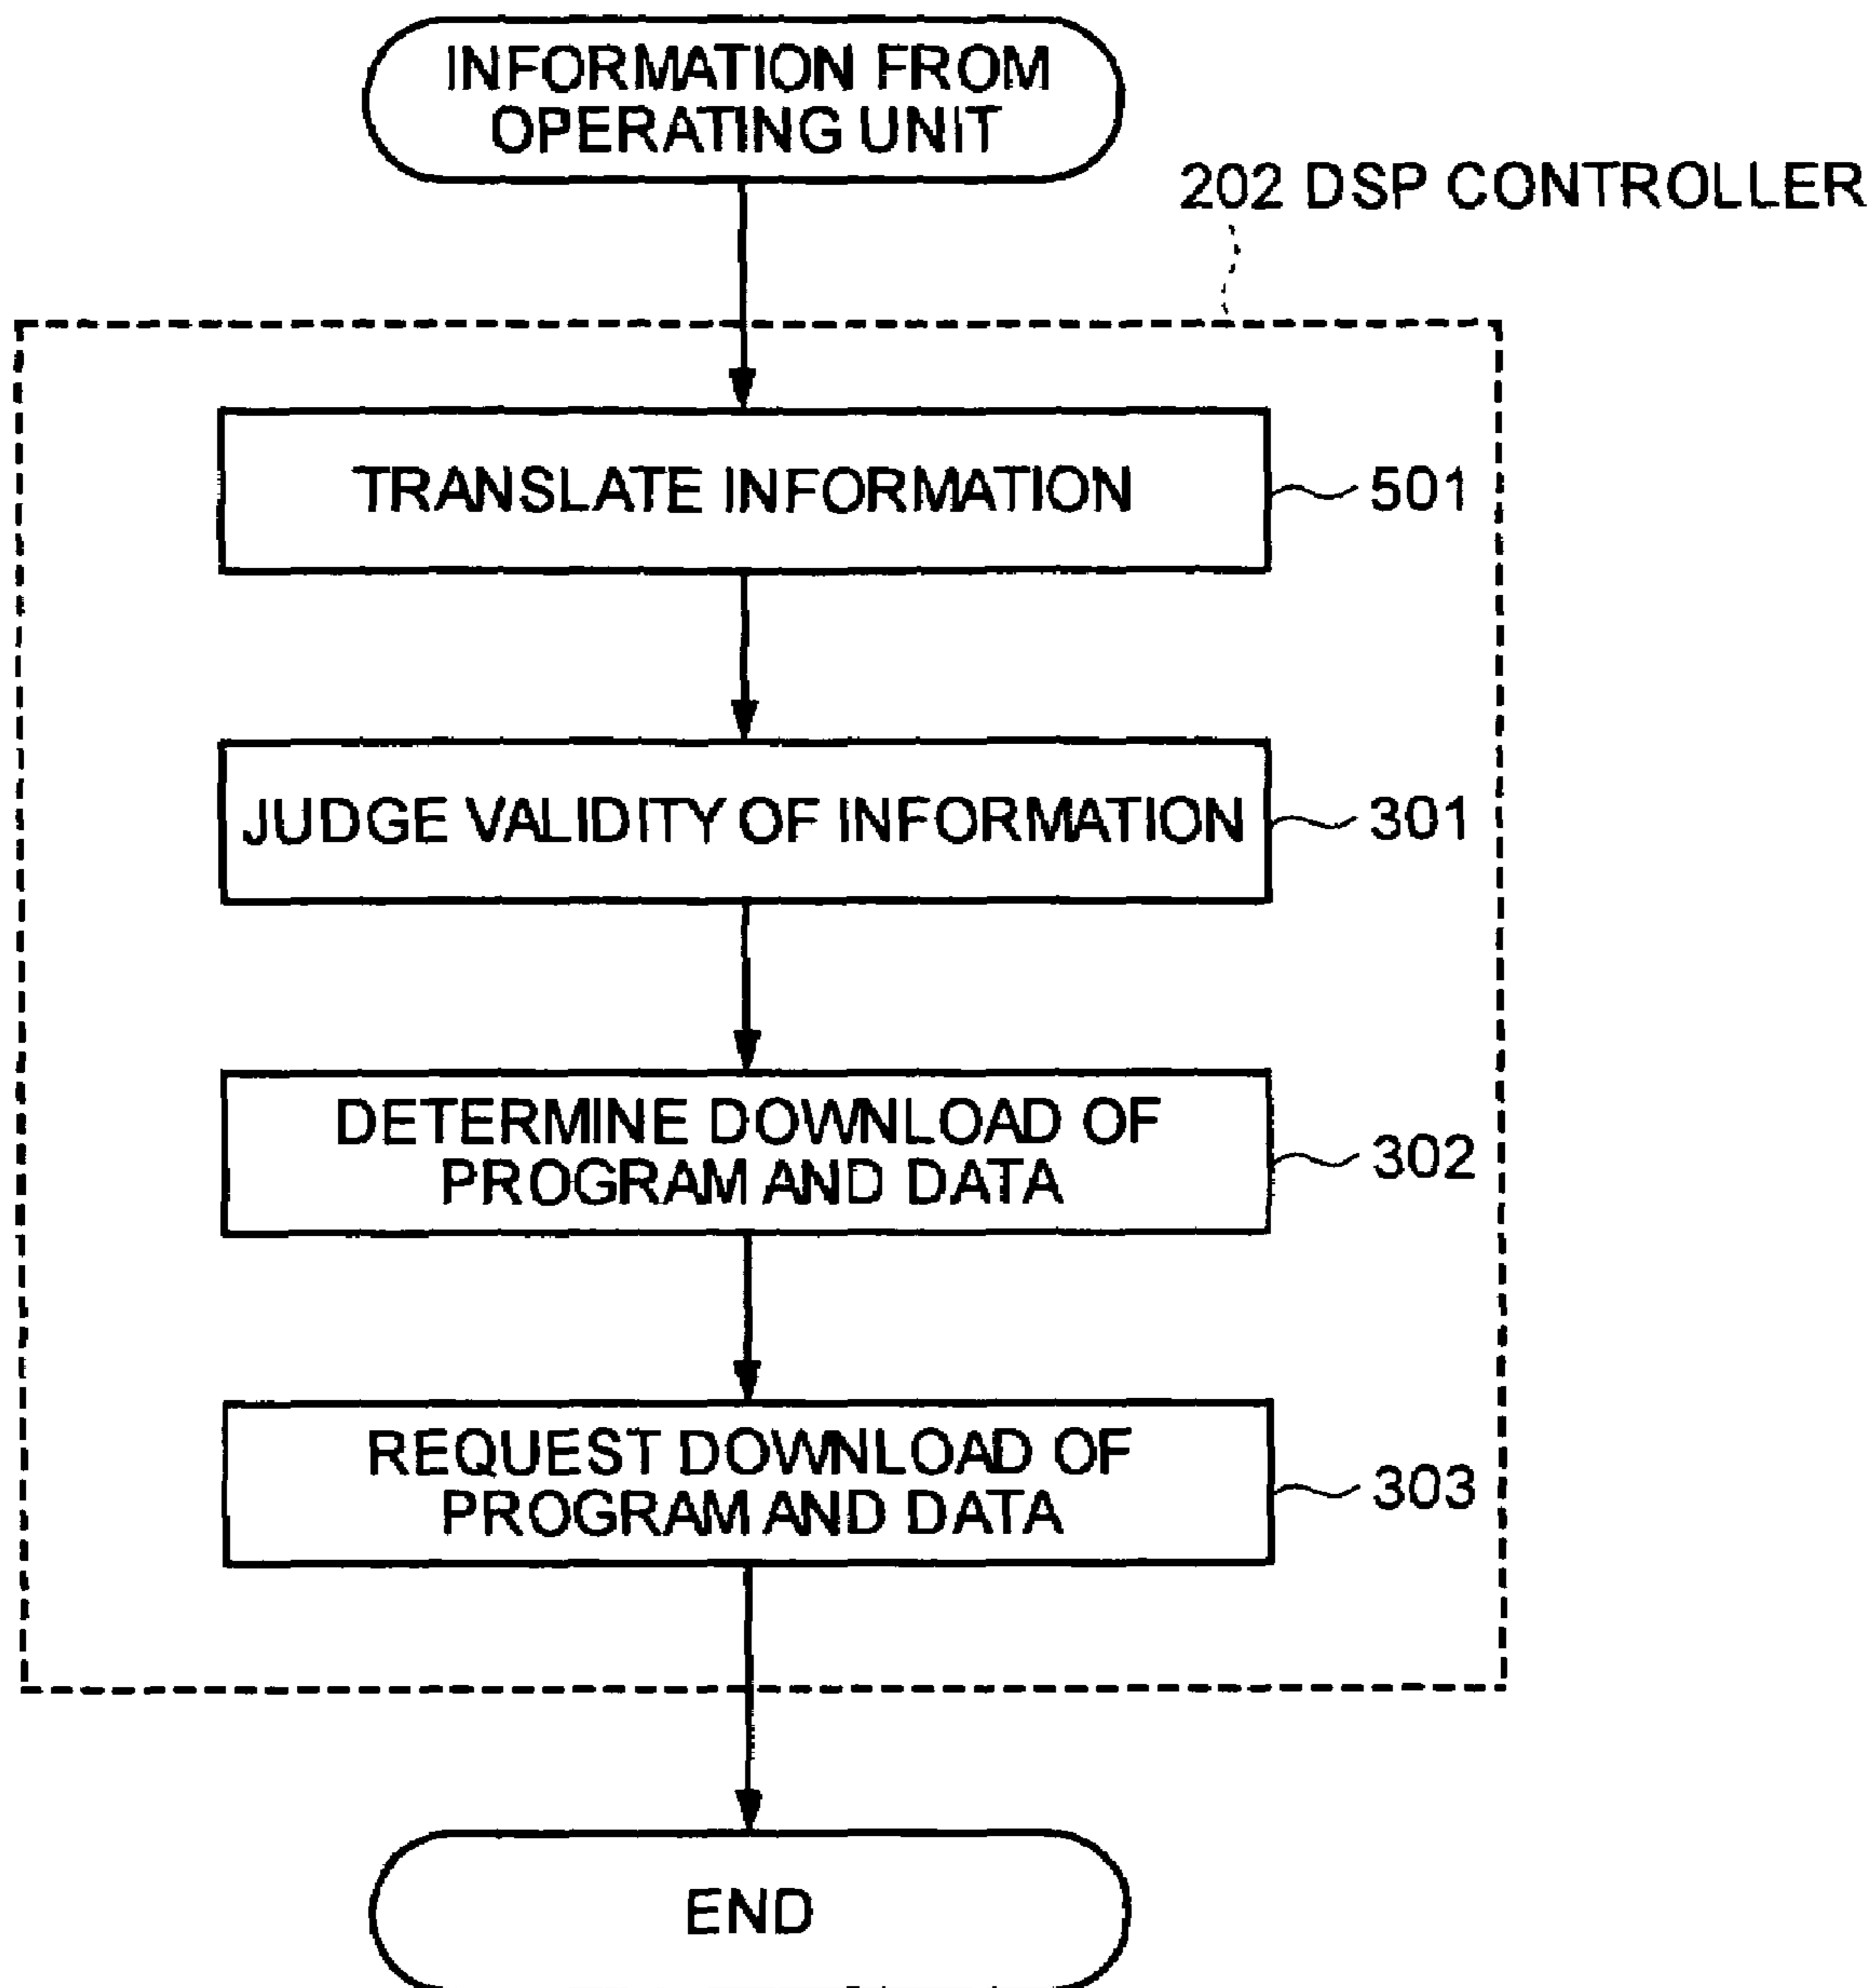 INFORMATION FROM
OPERATING UNIT
202 DSP CONTROLLER
TRANSLATE INFORMATION
501
JUDGE VALIDITY OF INFORMATION
301
DETERMINE DOWNLOAD OF
PROGRAM AND DATA
302
REQUEST DOWNLOAD OF
PROGRAM AND DATA
303
END